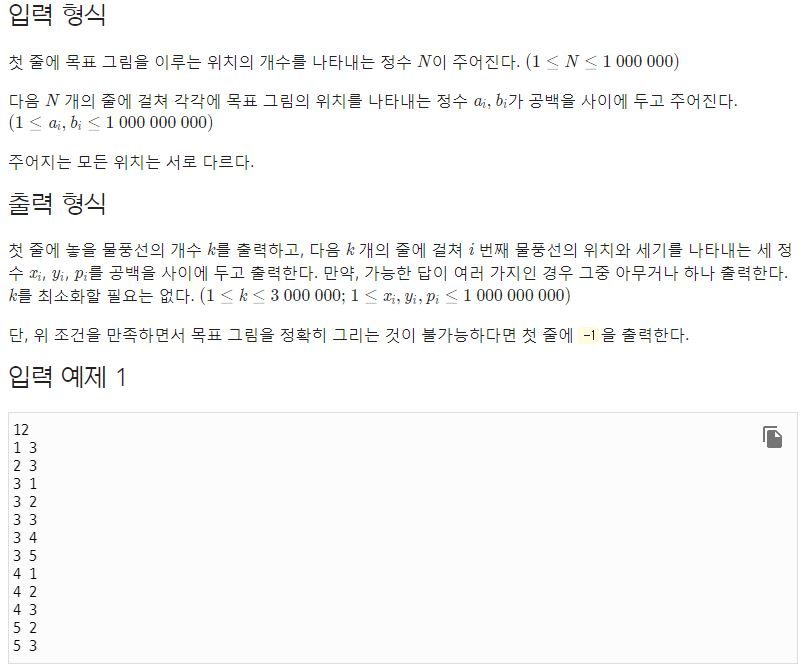 입력 형식
첫 줄에 목표 그림을 이루는 위치의 개수를 나타내는 정수 N이 주어진다. (1 ≤ N ≤ 1 000 000)
다음 N 개의 줄에 걸쳐 각각에 목표 그림의 위치를 나타내는 정수 aᵢ, bᵢ가 공백을 사이에 두고 주어진다.
(1 ≤ aᵢ, bᵢ ≤ 1 000 000 000)
주어지는 모든 위치는 서로 다르다.
출력 형식
첫 줄에 놓을 물풍선의 개수 k를 출력하고, 다음 k 개의 줄에 걸쳐 i 번째 물풍선의 위치와 세기를 나타내는 세 정
수 xᵢ, yᵢ, pᵢ를 공백을 사이에 두고 출력한다. 만약, 가능한 답이 여러 가지인 경우 그중 아무거나 하나 출력한다.
k를 최소화할 필요는 없다. (1 ≤ k ≤ 3 000 000; 1 ≤ xᵢ, yᵢ, pᵢ ≤ 1 000 000 000)
단, 위 조건을 만족하면서 목표 그림을 정확히 그리는 것이 불가능하다면 첫 줄에 -1 을 출력한다.
입력 예제 1
12
1 3
2 3
3 1
3 2
3 3
3 4
3 5
4 1
4 2
4 3
5 2
5 3